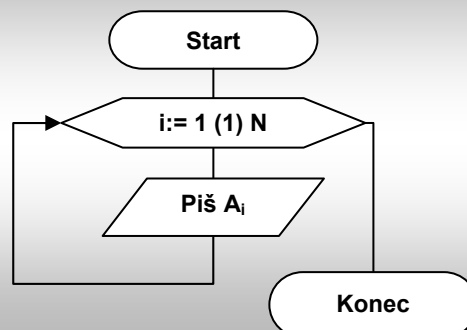 Start
i:= 1 (1) N
Piš Aᵢ
Konec